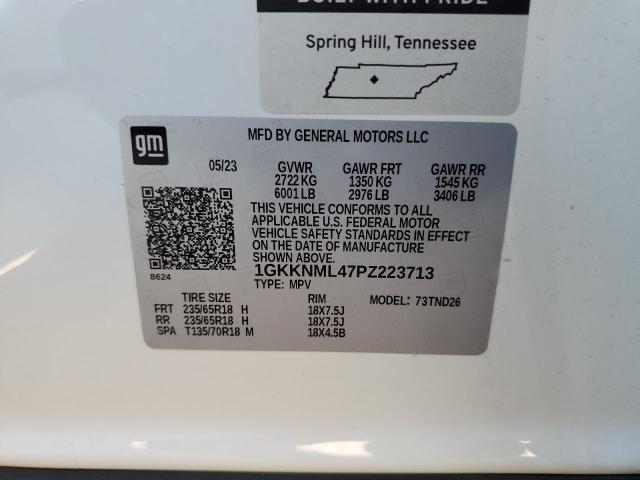 BUILT WITH PRIDE
Spring Hill, Tennessee
gm
MFD BY GENERAL MOTORS LLC
05/23 GVWR GAWR FRT GAWR RR
2722 KG 1350 KG 1545 KG
6001 LB 2976 LB 3406 LB
THIS VEHICLE CONFORMS TO ALL
APPLICABLE U.S. FEDERAL MOTOR
VEHICLE SAFETY STANDARDS IN EFFECT
ON THE DATE OF MANUFACTURE
SHOWN ABOVE.
8624
1GKKNML47PZ223713
TYPE: MPV
MODEL: 73TND26
TIRE SIZE RIM
FRT 235/65R18 H 18X7.5J
RR 235/65R18 H 18X7.5J
SPA T135/70R18 M 18X4.5B